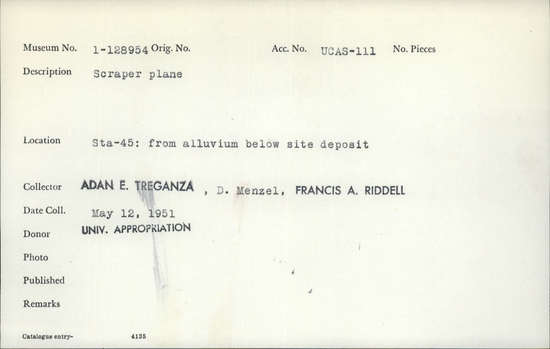 Museum No. 1-128954 Orig. No. Acc. No. UCAS-111 No. Pieces
Description Scraper plane
Location Sta-45: from alluvium below site deposit
Collector ADAN E. TREGANZA , D. Menzel, FRANCIS A. RIDDELL
Date Coll. May 12, 1951
Donor UNIV. APPROPRIATION
Photo
Published
Remarks
Catalogue entry- 4135